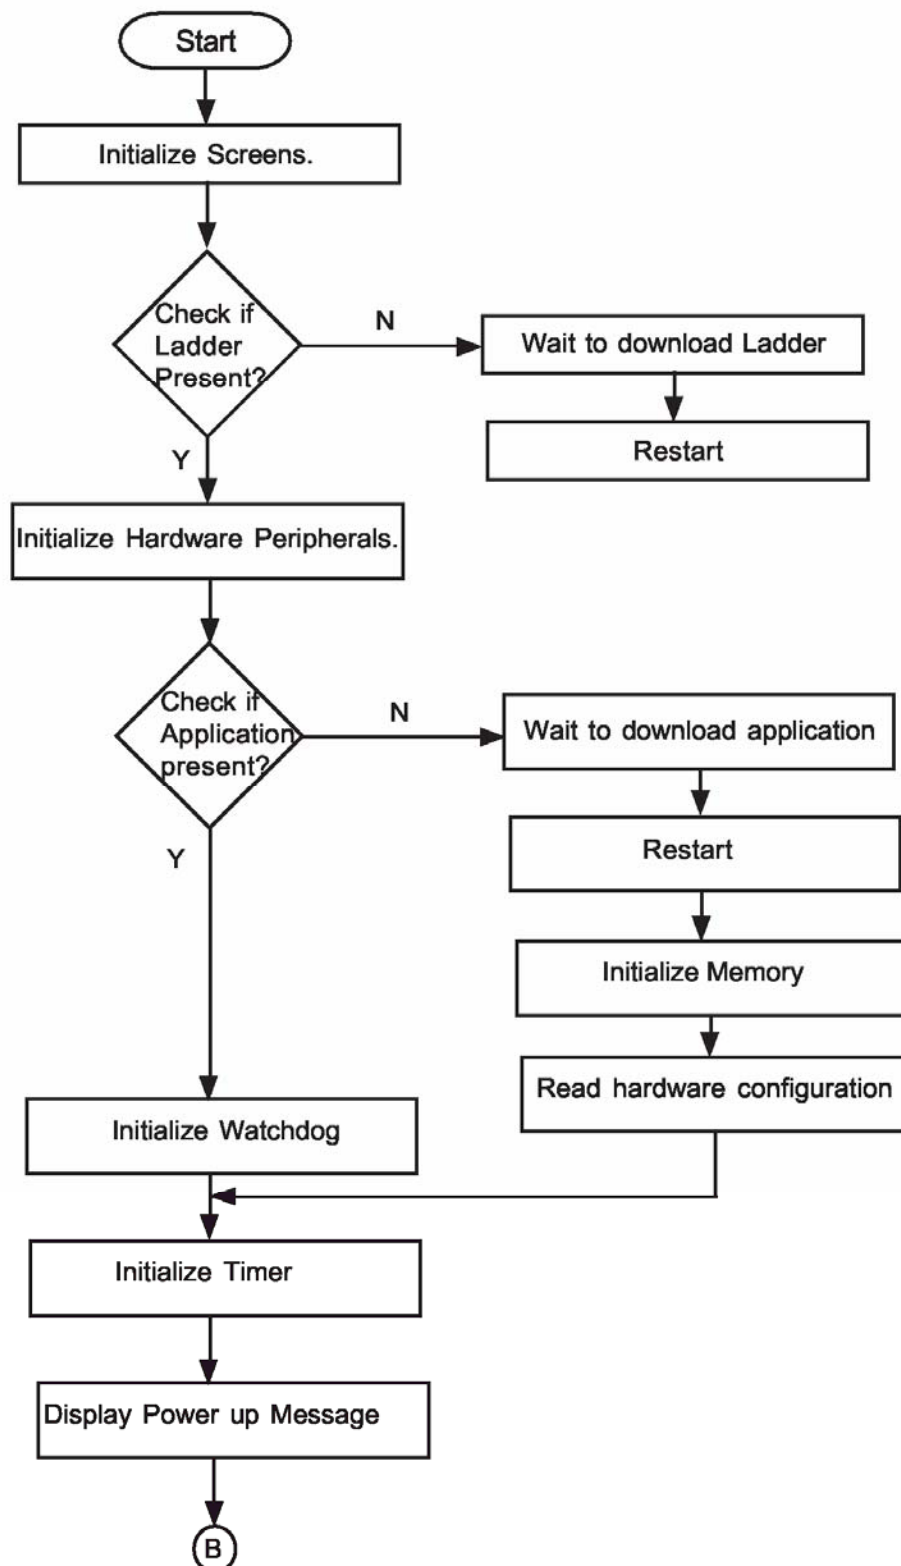 Start
Initialize Screens.
Check if
Ladder
Present?
N
Wait to download Ladder
Restart
Y
Initialize Hardware Peripherals.
Check if
Application
present?
N
Wait to download application
Restart
Initialize Memory
Read hardware configuration
Y
Initialize Watchdog
Initialize Timer
Display Power up Message
B